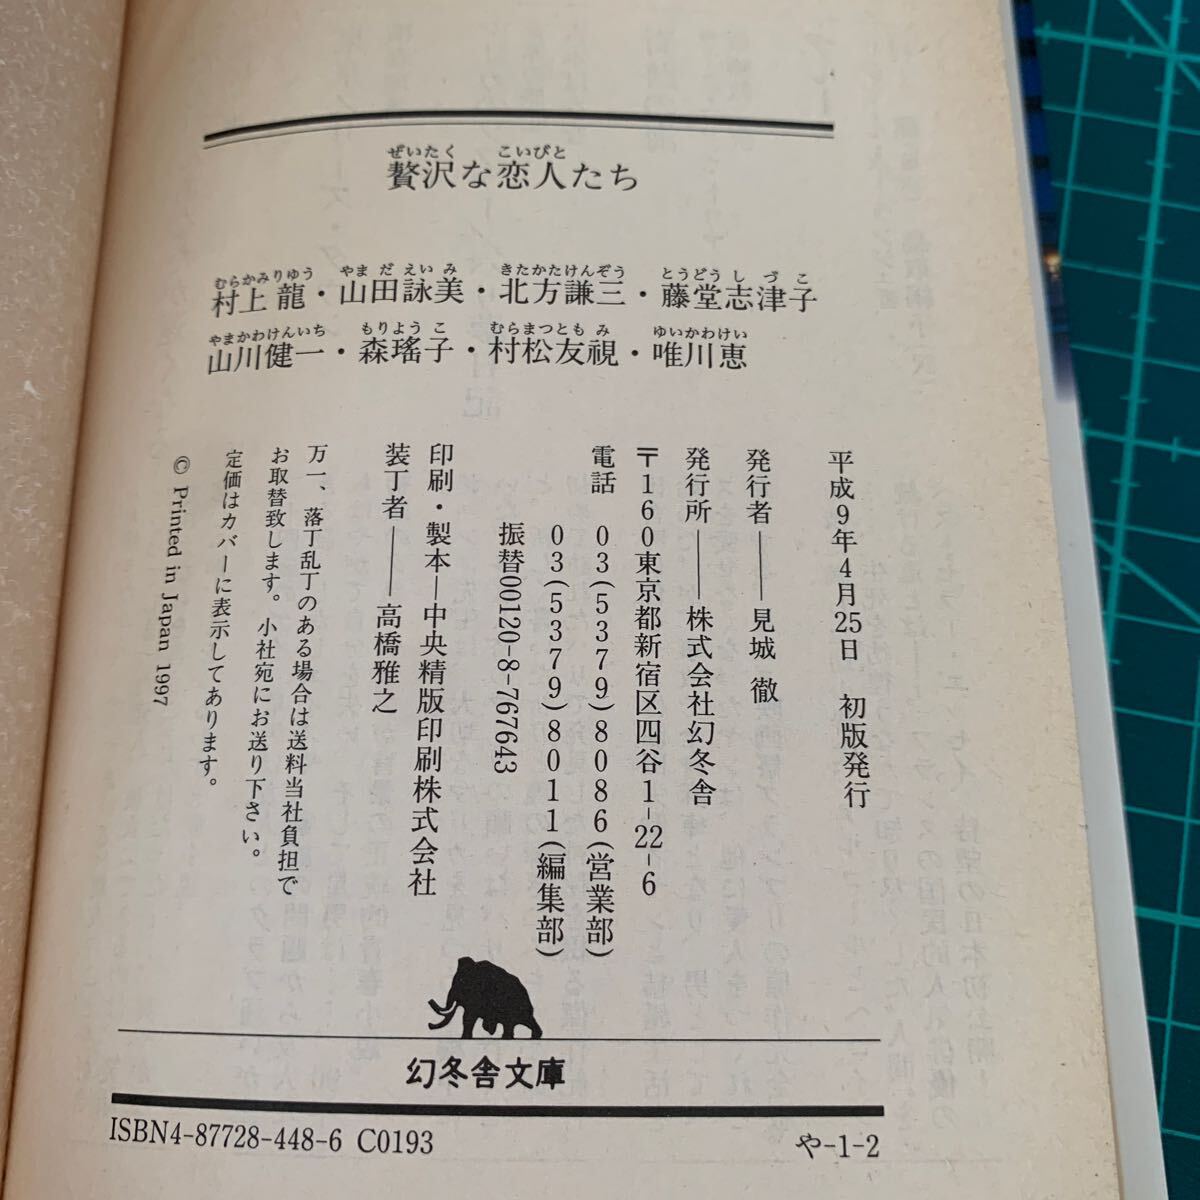 ぜいたく こいびと
贅沢な恋人たち
むらかみりゆう やまだえいみ きたかたけんぞう とうどうしづこ
村上龍・山田詠美・北方謙三・藤堂志津子
やまかわけんいち もりようこ むらまつともみ ゆいかわけい
山川健一・森瑤子・村松友視・唯川恵
平成9年4月25日 初版発行
発行者――見城 徹
発行所――株式会社幻冬舎
〒160東京都新宿区四谷1-22-6
電話 03(5379)8086(営業部)
03(5379)8011(編集部)
振替00120-8-767643
印刷・製本―中央精版印刷株式会社
装丁者――高橋雅之
万一、落丁乱丁のある場合は送料当社負担で
お取替致します。小社宛にお送り下さい。
定価はカバーに表示してあります。
© Printed in Japan 1997
幻冬舎文庫
ISBN4-87728-448-6 C0193
や-1-2